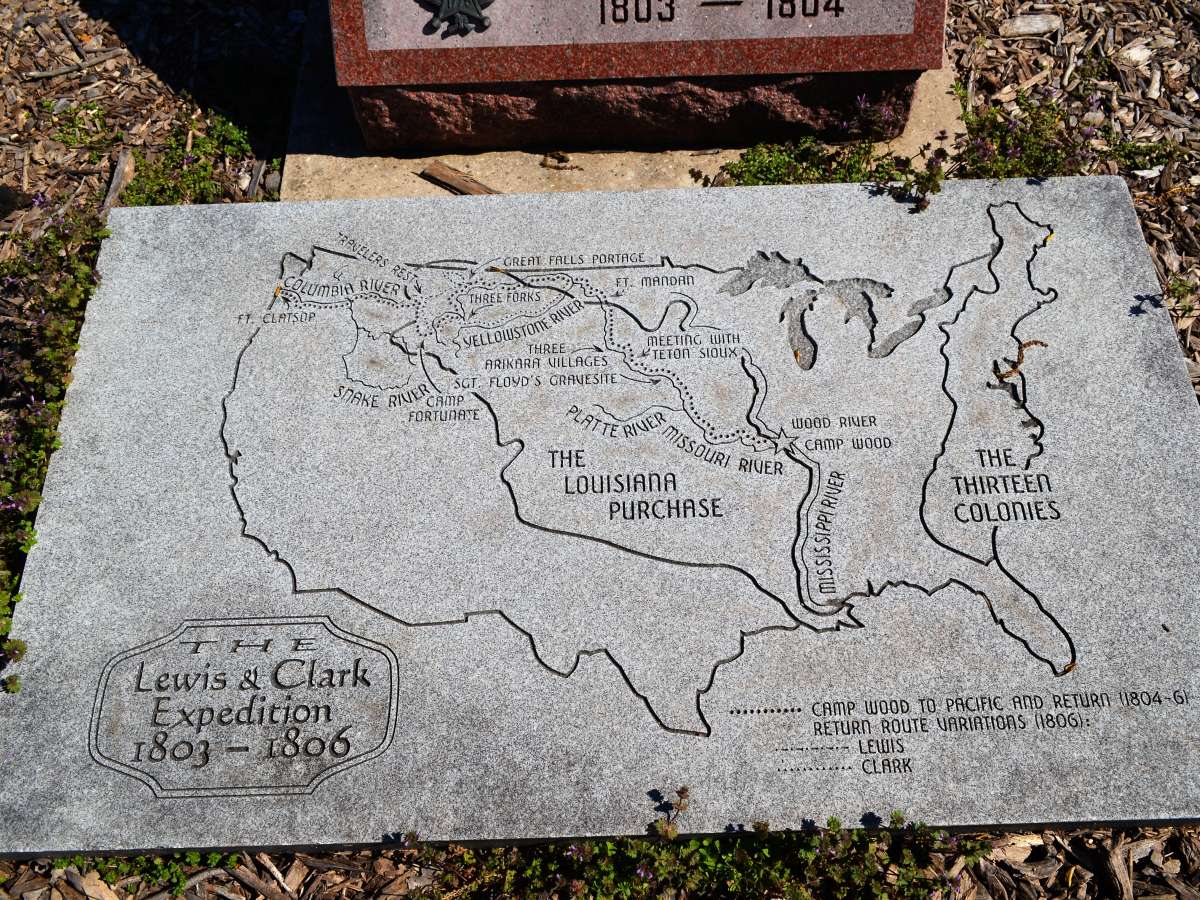 1803 — 1804
TRAVELERS REST
GREAT FALLS PORTAGE
COLUMBIA RIVER
FT. MANDAN
THREE FORKS
FT. CLATSOP
YELLOWSTONE RIVER
MEETING WITH
TETON SIOUX
THREE
ARIKARA VILLAGES
SGT. FLOYD'S GRAVESITE
SNAKE RIVER
CAMP
FORTUNATE
PLATTE RIVER
MISSOURI RIVER
WOOD RIVER
CAMP WOOD
THE
LOUISIANA
PURCHASE
MISSISSIPPI RIVER
THE
THIRTEEN
COLONIES
THE
Lewis & Clark
Expedition
1803 – 1806
CAMP WOOD TO PACIFIC AND RETURN (1804-6)
RETURN ROUTE VARIATIONS (1806):
LEWIS
CLARK